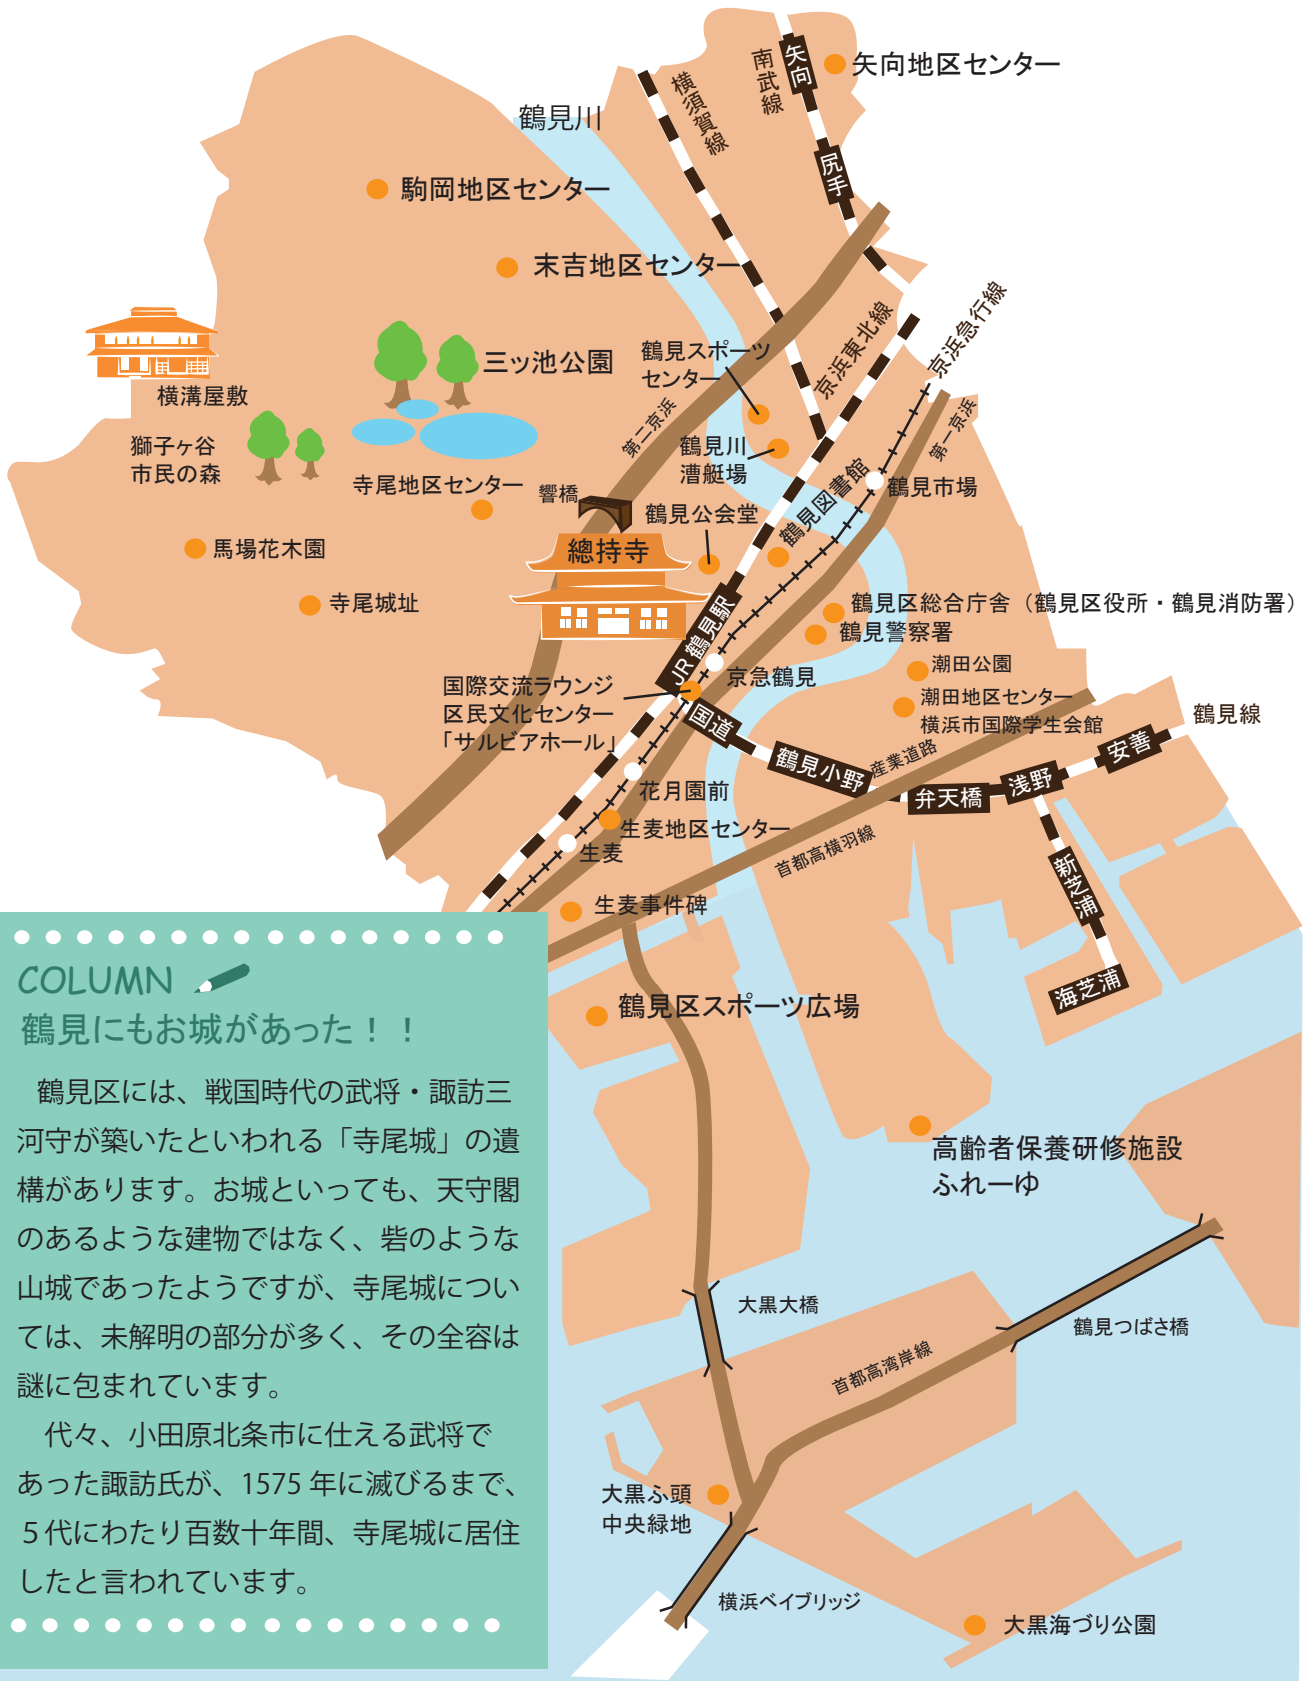 矢向
南武線
矢向地区センター
横須賀線
鶴見川
尻手
駒岡地区センター
末吉地区センター
京浜急行線
京浜東北線
鶴見スポーツ
センター
三ッ池公園
横溝屋敷
第二京浜
第一京浜
獅子ヶ谷
市民の森
鶴見川
漕艇場
鶴見図書館
寺尾地区センター
響橋
鶴見市場
鶴見公会堂
總持寺
馬場花木園
寺尾城址
鶴見区総合庁舎（鶴見区役所・鶴見消防署）
鶴見警察署
JR鶴見駅
潮田公園
京急鶴見
国際交流ラウンジ
区民文化センター
「サルビアホール」
潮田地区センター
横浜市国際学生会館
鶴見線
国道
安善
産業道路
鶴見小野
浅野
弁天橋
花月園前
生麦地区センター
首都高横羽線
生麦
新芝浦
生麦事件碑
海芝浦
鶴見区スポーツ広場
高齢者保養研修施設
ふれーゆ
大黒大橋
鶴見つばさ橋
首都高湾岸線
大黒ふ頭
中央緑地
横浜ベイブリッジ
大黒海づり公園
COLUMN
鶴見にもお城があった！！
鶴見区には、戦国時代の武将・諏訪三
河守が築いたといわれる「寺尾城」の遺
構があります。お城といっても、天守閣
のあるような建物ではなく、砦のような
山城であったようですが、寺尾城につい
ては、未解明の部分が多く、その全容は
謎に包まれています。
代々、小田原北条市に仕える武将で
あった諏訪氏が、1575 年に滅びるまで、
５代にわたり百数十年間、寺尾城に居住
したと言われています。